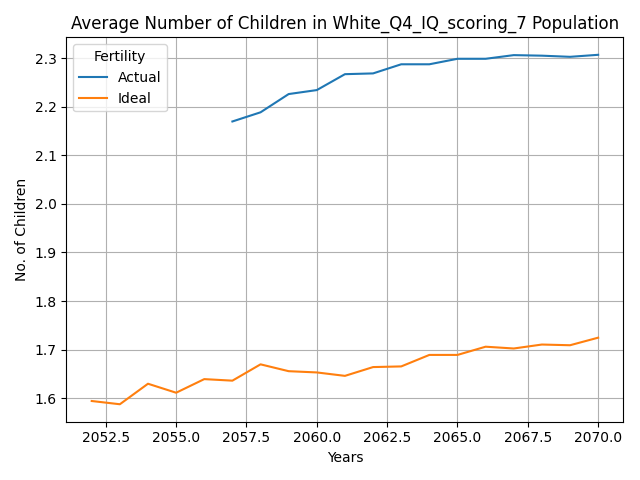 Average Number of Children in White_Q4_IQ_scoring_7 Population
Fertility
Actual
Ideal
2.3
2.2
2.1
2.0
1.9
1.8
1.7
1.6
No. of Children
2052.5 2055.0 2057.5 2060.0 2062.5 2065.0 2067.5 2070.0
Years